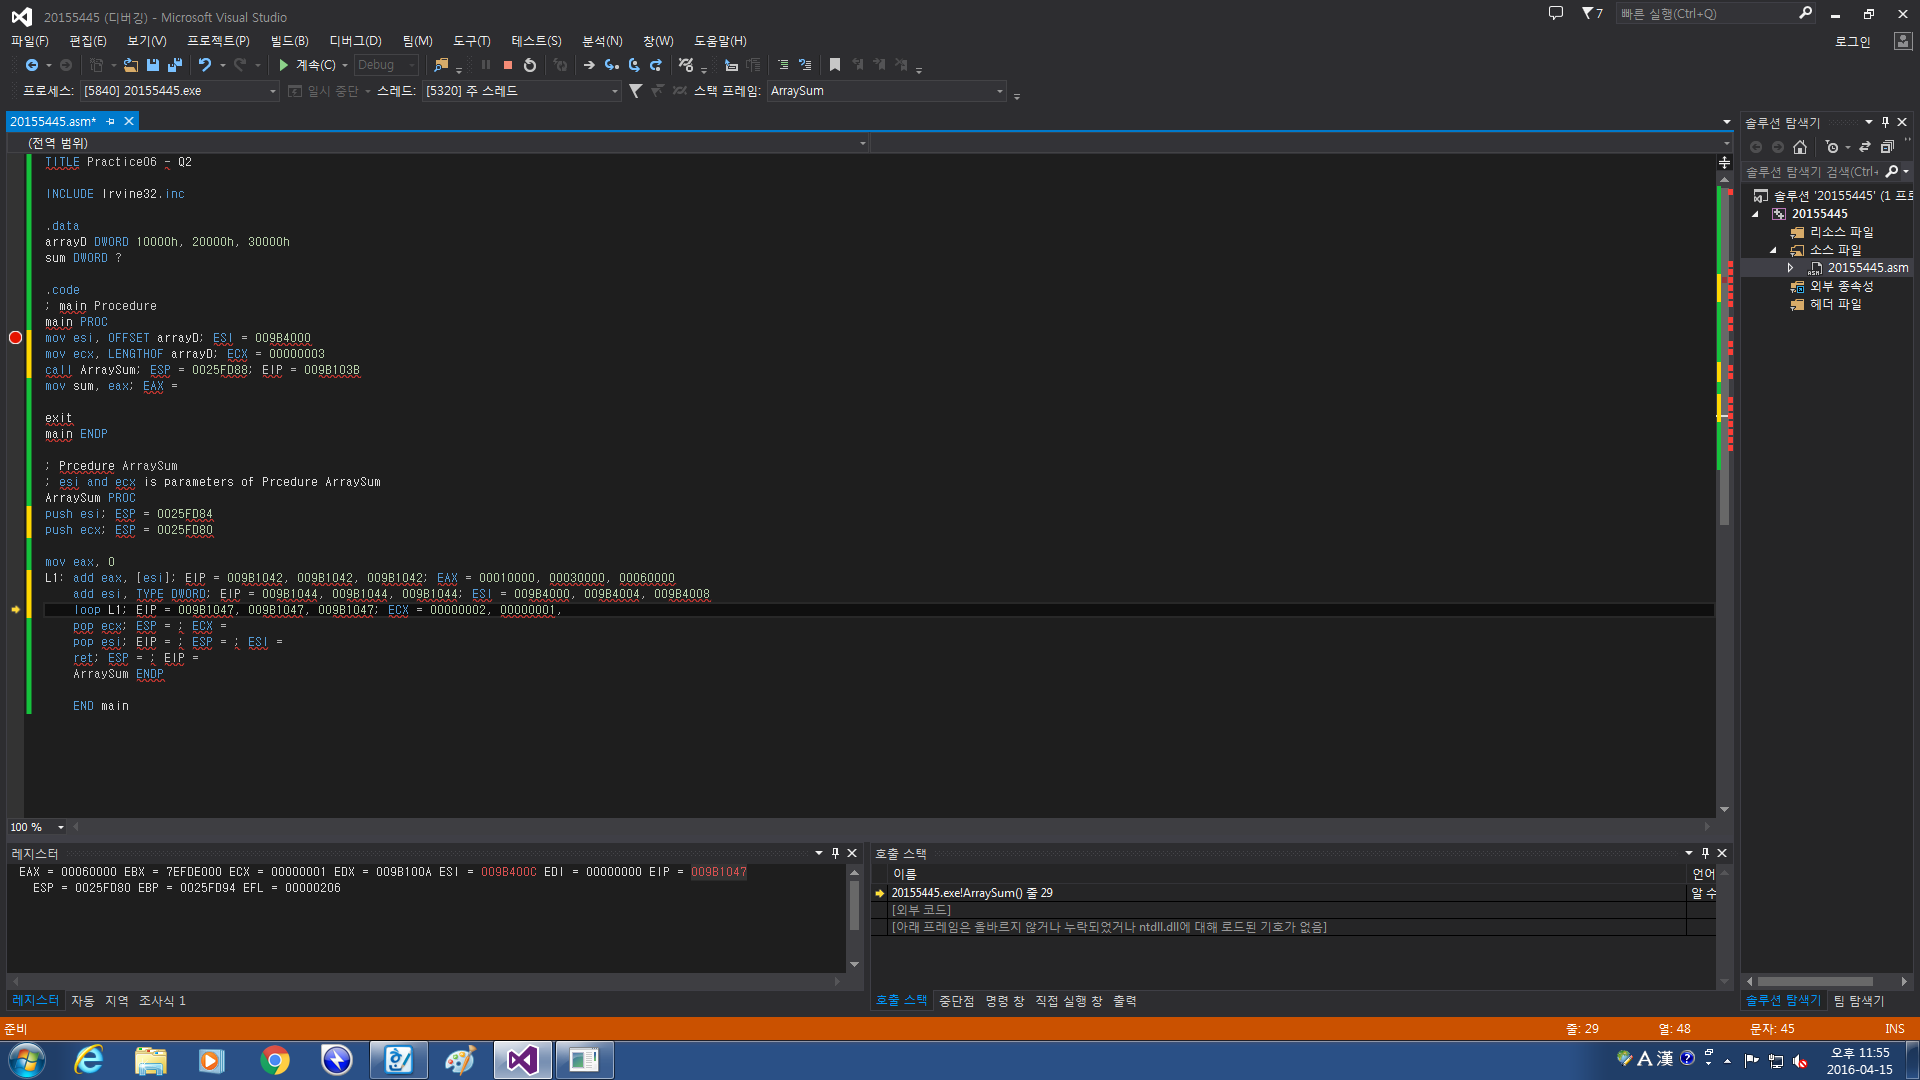 20155445 (디버깅) - Microsoft Visual Studio
7
빠른 실행(Ctrl+Q)
파일(F) 편집(E) 보기(V) 프로젝트(P) 빌드(B) 디버그(D) 팀(M) 도구(T) 테스트(S) 분석(N) 창(W) 도움말(H)
로그인
계속(C) Debug
프로세스: [5840] 20155445.exe 일시 중단 스레드: [5320] 주 스레드 스택 프레임: ArraySum
20155445.asm*
(전역 범위)
TITLE Practice06 - Q2
INCLUDE Irvine32.inc
.data
arrayD DWORD 10000h, 20000h, 30000h
sum DWORD ?
.code
; main Procedure
main PROC
mov esi, OFFSET arrayD; ESI = 009B4000
mov ecx, LENGTHOF arrayD; ECX = 00000003
call ArraySum; ESP = 0025FD88; EIP = 009B103B
mov sum, eax; EAX =
exit
main ENDP
; Prcedure ArraySum
; esi and ecx is parameters of Prcedure ArraySum
ArraySum PROC
push esi; ESP = 0025FD84
push ecx; ESP = 0025FD80
mov eax, 0
L1: add eax, [esi]; EIP = 009B1042, 009B1042, 009B1042; EAX = 00010000, 00030000, 00060000
add esi, TYPE DWORD; EIP = 009B1044, 009B1044, 009B1044; ESI = 009B4000, 009B4004, 009B4008
loop L1; EIP = 009B1047, 009B1047, 009B1047; ECX = 00000002, 00000001,
pop ecx; ESP = ; ECX =
pop esi; EIP = ; ESP = ; ESI =
ret; ESP = ; EIP =
ArraySum ENDP
END main
100 %
레지스터
EAX = 00060000 EBX = 7EFDE000 ECX = 00000001 EDX = 009B100A ESI = 009B400C EDI = 00000000 EIP = 009B1047
ESP = 0025FD80 EBP = 0025FD94 EFL = 00000206
레지스터 자동 지역 조사식 1
호출 스택
이름 언어
20155445.exe!ArraySum() 줄 29 알 수
[외부 코드]
[아래 프레임은 올바르지 않거나 누락되었거나 ntdll.dll에 대해 로드된 기호가 없음]
호출 스택 중단점 명령 창 직접 실행 창 출력
솔루션 탐색기
솔루션 탐색기 검색(Ctrl+
솔루션 '20155445' (1 프로
20155445
리소스 파일
소스 파일
20155445.asm
외부 종속성
헤더 파일
솔루션 탐색기 팀 탐색기
준비 줄: 29 열: 48 문자: 45 INS
A 漢
오후 11:55
2016-04-15